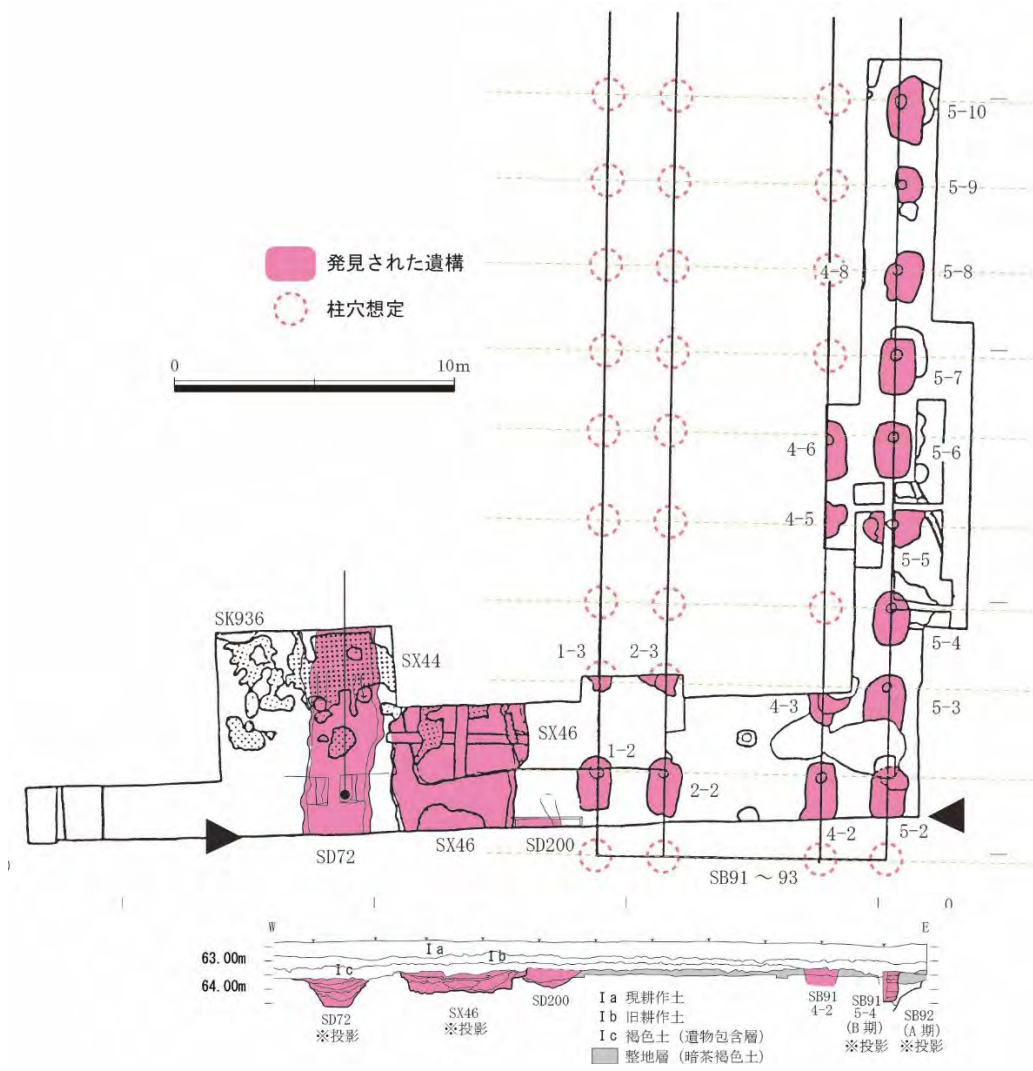 5-10
5-9
発見された遺構
4-8
5-8
柱穴想定
0
10m
5-7
4-6
5-6
4-5
5-5
SK936
5-4
SX44
1-3
2-3
4-3
5-3
SX46
1-2
2-2
SD72
SX46
SD200
4-2
5-2
SB91～93
0
W
E
63.00m
Ⅰa
Ⅰb
64.00m
Ⅰc
SD72
※投影
SX46
※投影
SD200
SB91
4-2
SB91
5-4
(B期)
※投影
SB92
(A期)
※投影
Ⅰa 現耕作土
Ⅰb 旧耕作土
Ⅰc 褐色土（遺物包含層）
整地層（暗茶褐色土）